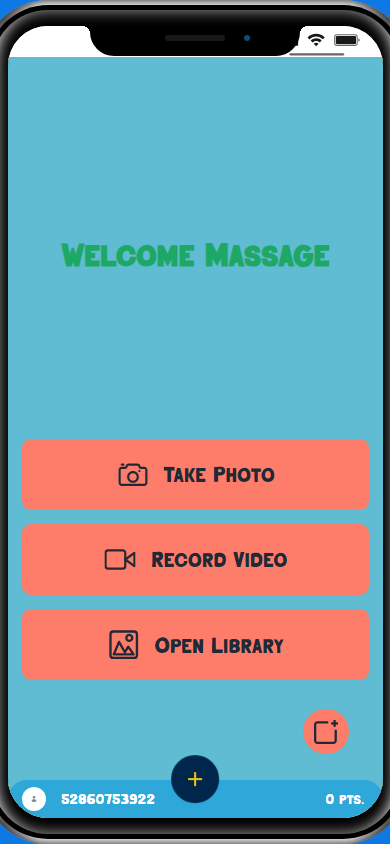 Welcome Massage
Take Photo
Record Video
Open Library
52860753922
0 PTS.